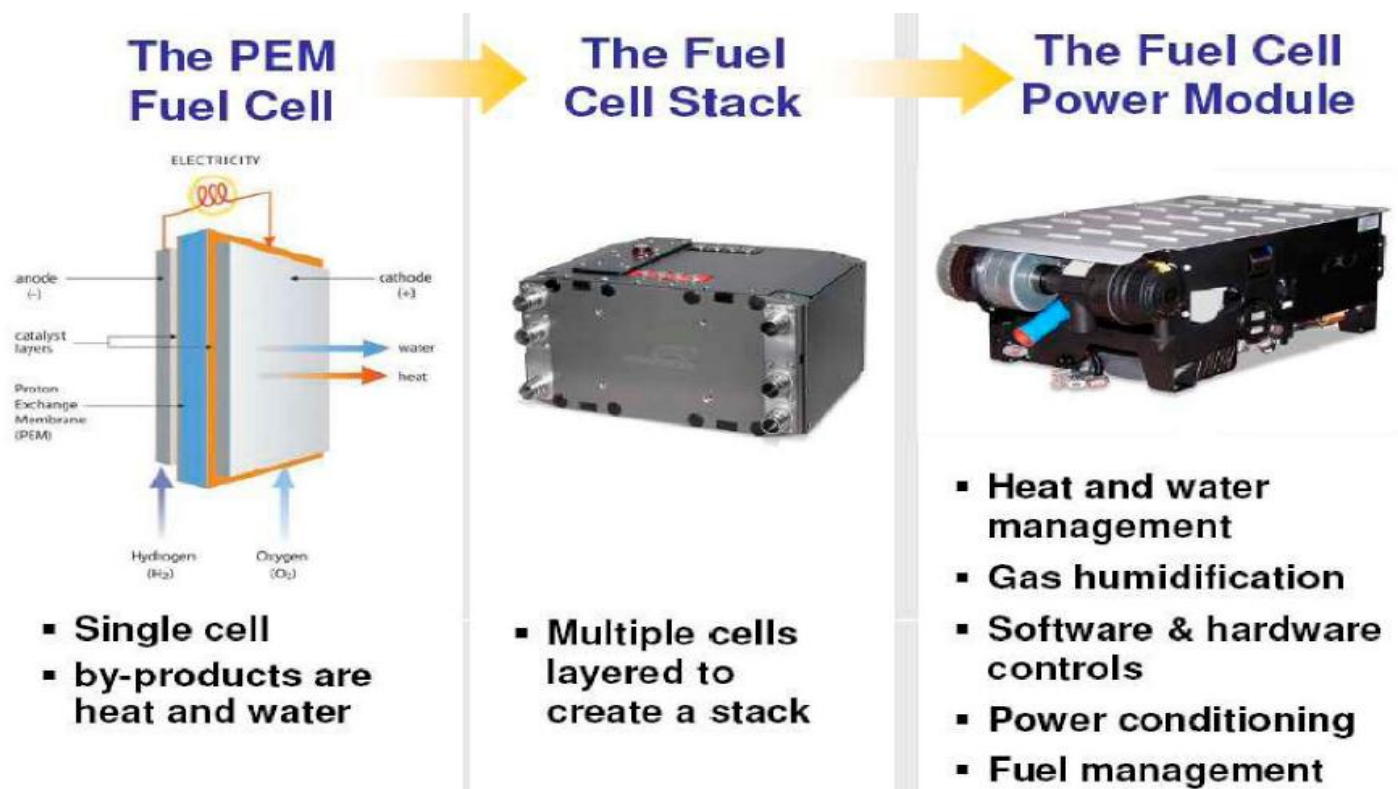 The PEM
Fuel Cell
ELECTRICITY
anode
(-)
catalyst
layers
Proton
Exchange
Membrane
(PEM)
cathode
(+)
water
heat
Hydrogen
(H₂)
Oxygen
(O₂)
▪ Single cell
▪ by-products are
heat and water
The Fuel
Cell Stack
▪ Multiple cells
layered to
create a stack
The Fuel Cell
Power Module
▪ Heat and water
management
▪ Gas humidification
▪ Software & hardware
controls
▪ Power conditioning
▪ Fuel management